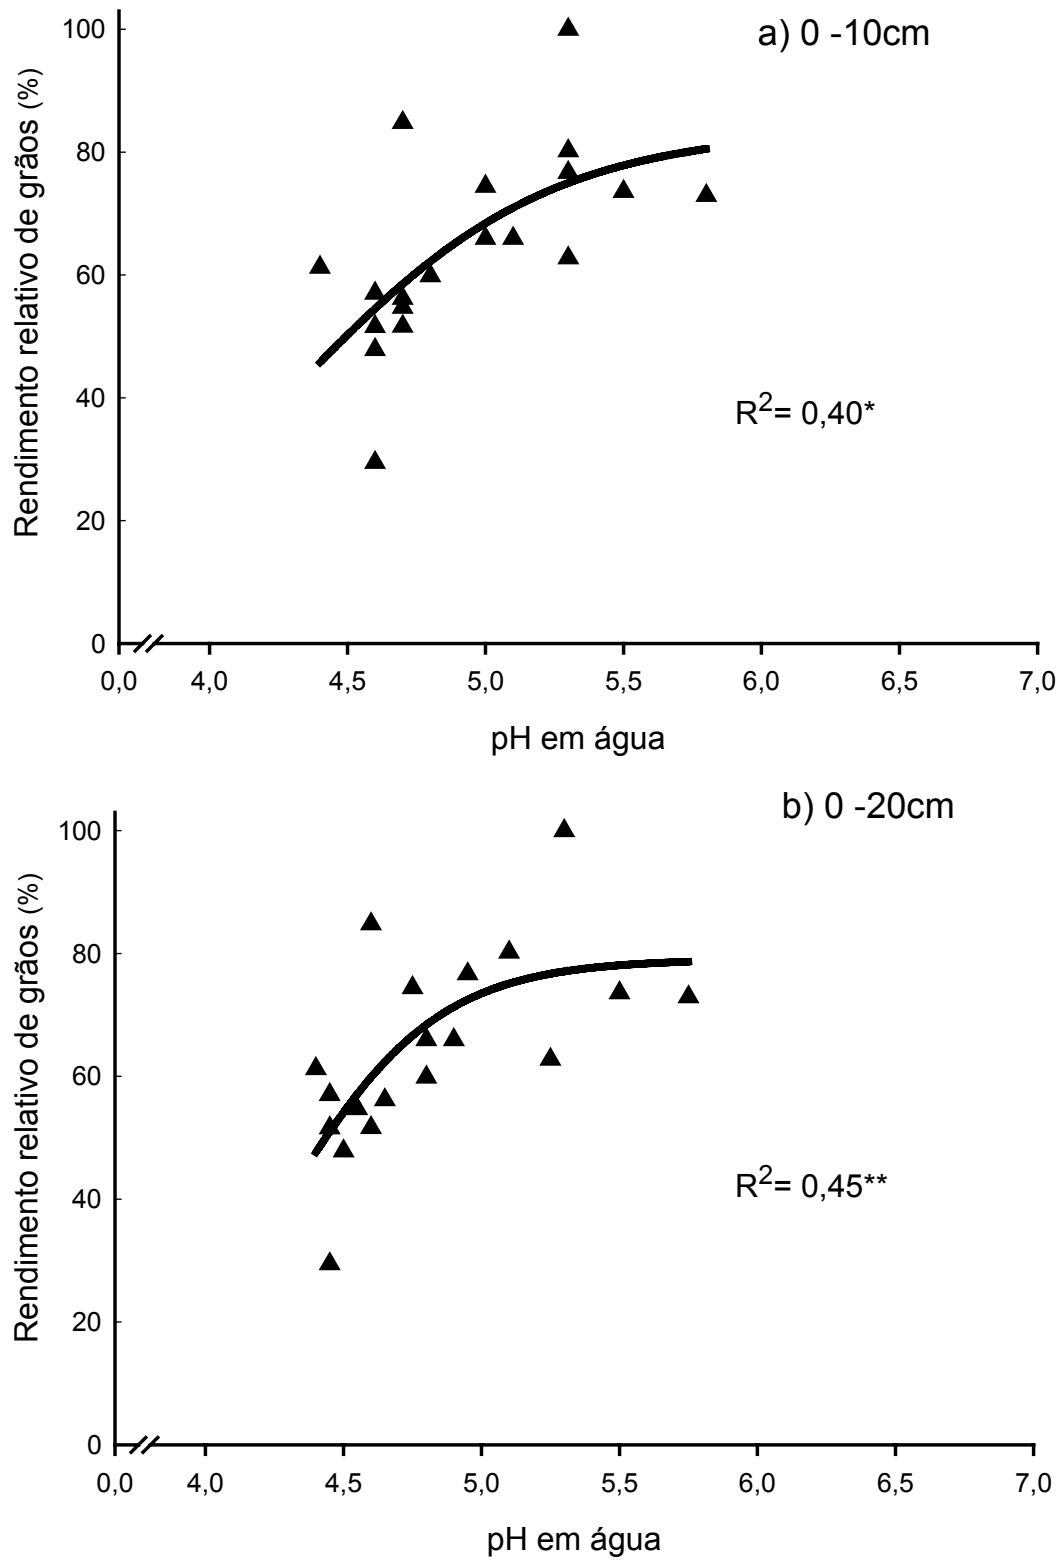 a) 0 -10cm
Rendimento relativo de grãos (%)
100
80
60
40
20
0
R2= 0,40*
0,0 4,0 4,5 5,0 5,5 6,0 6,5 7,0
pH em água
b) 0 -20cm
Rendimento relativo de grãos (%)
100
80
60
40
20
0
R2= 0,45**
0,0 4,0 4,5 5,0 5,5 6,0 6,5 7,0
pH em água